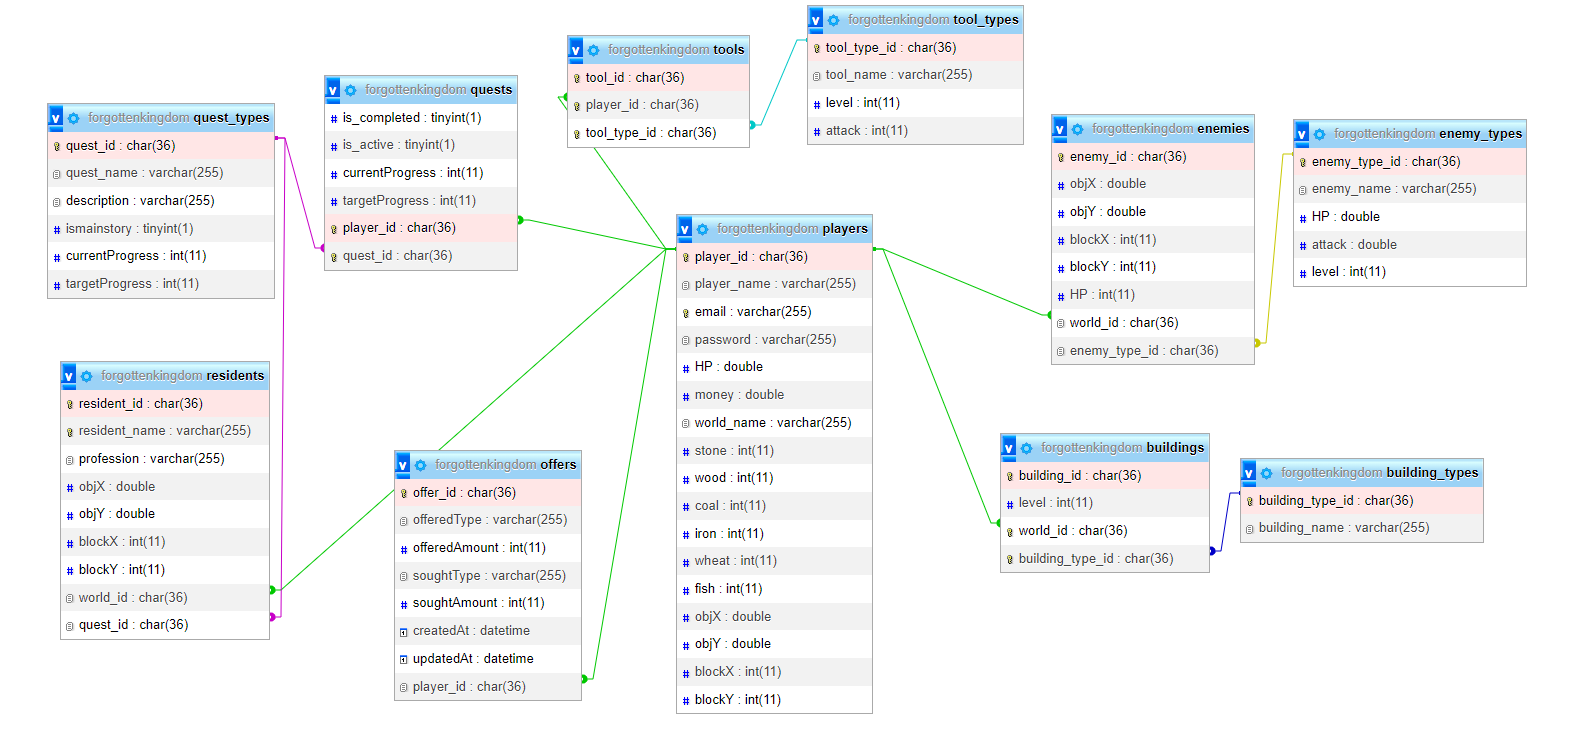 forgottenkingdom quest_types
quest_id : char(36)
quest_name : varchar(255)
description : varchar(255)
ismainstory : tinyint(1)
currentProgress : int(11)
targetProgress : int(11)
forgottenkingdom quests
is_completed : tinyint(1)
is_active : tinyint(1)
currentProgress : int(11)
targetProgress : int(11)
player_id : char(36)
quest_id : char(36)
forgottenkingdom tools
tool_id : char(36)
player_id : char(36)
tool_type_id : char(36)
forgottenkingdom tool_types
tool_type_id : char(36)
tool_name : varchar(255)
level : int(11)
attack : int(11)
forgottenkingdom enemies
enemy_id : char(36)
objX : double
objY : double
blockX : int(11)
blockY : int(11)
HP : int(11)
world_id : char(36)
enemy_type_id : char(36)
forgottenkingdom enemy_types
enemy_type_id : char(36)
enemy_name : varchar(255)
HP : double
attack : double
level : int(11)
forgottenkingdom players
player_id : char(36)
player_name : varchar(255)
email : varchar(255)
password : varchar(255)
HP : double
money : double
world_name : varchar(255)
stone : int(11)
wood : int(11)
coal : int(11)
iron : int(11)
wheat : int(11)
fish : int(11)
objX : double
objY : double
blockX : int(11)
blockY : int(11)
forgottenkingdom residents
resident_id : char(36)
resident_name : varchar(255)
profession : varchar(255)
objX : double
objY : double
blockX : int(11)
blockY : int(11)
world_id : char(36)
quest_id : char(36)
forgottenkingdom offers
offer_id : char(36)
offeredType : varchar(255)
offeredAmount : int(11)
soughtType : varchar(255)
soughtAmount : int(11)
createdAt : datetime
updatedAt : datetime
player_id : char(36)
forgottenkingdom buildings
building_id : char(36)
level : int(11)
world_id : char(36)
building_type_id : char(36)
forgottenkingdom building_types
building_type_id : char(36)
building_name : varchar(255)